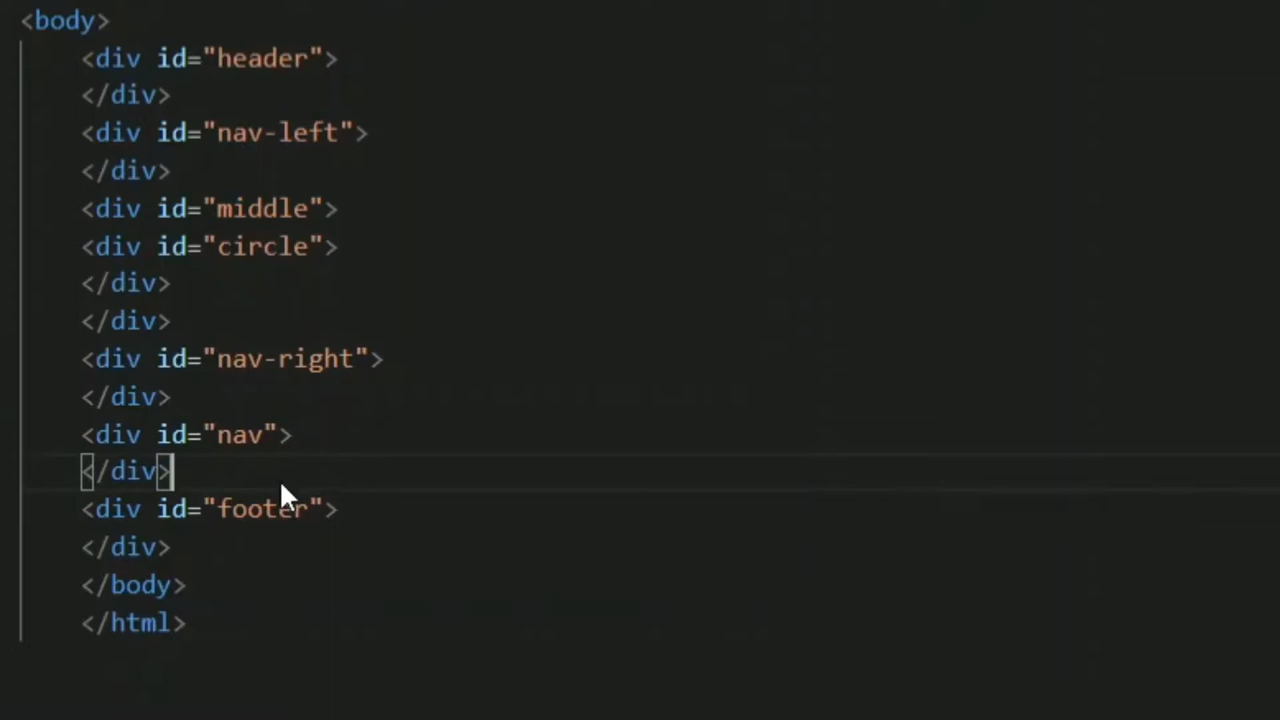 <body>
<div id="header">
</div>
<div id="nav-left">
</div>
<div id="middle">
<div id="circle">
</div>
</div>
<div id="nav-right">
</div>
<div id="nav">
</div>
<div id="footer">
</div>
</body>
</html>